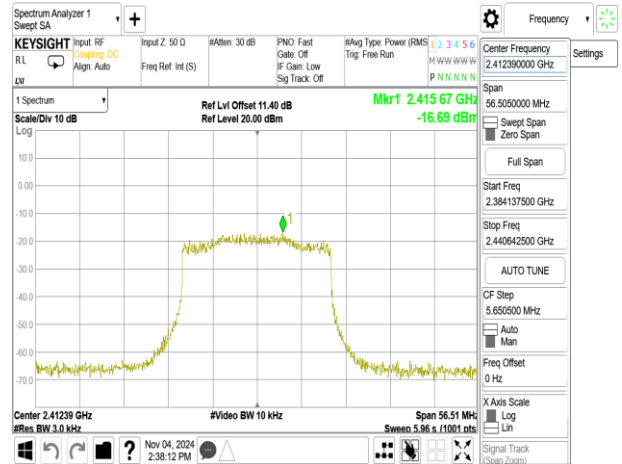 Spectrum Analyzer 1
Swept SA
+
Frequency
KEYSIGHT Input: RF Input Z: 50 Ω #Atten: 30 dB PNO: Fast #Avg Type: Power (RMS 1 2 3 4 5 6
Coupling: DC Gate: Off Trig: Free Run
RL Align: Auto Freq Ref: Int (S) IF Gain: Low M W W W W W
Sig Track: Off P N N N N N
Center Frequency
2.412390000 GHz
Settings
Span
56.5050000 MHz
Swept Span
Zero Span
Full Span
Start Freq
2.384137500 GHz
Stop Freq
2.440642500 GHz
AUTO TUNE
CF Step
5.650500 MHz
Auto
Man
Freq Offset
0 Hz
X Axis Scale
Log
Lin
Signal Track
(Span Zoom)
1 Spectrum
Ref Lvl Offset 11.40 dB
Mkr1 2.415 67 GHz
Scale/Div 10 dB Ref Level 20.00 dBm -16.69 dBm
Log
10.0
0.00
-10.0
1
-20.0
-30.0
-40.0
-50.0
-60.0
-70.0
Center 2.41239 GHz #Video BW 10 kHz Span 56.51 MHz
#Res BW 3.0 kHz Sweep 5.96 s (1001 pts
? Nov 04, 2024
2:38:12 PM